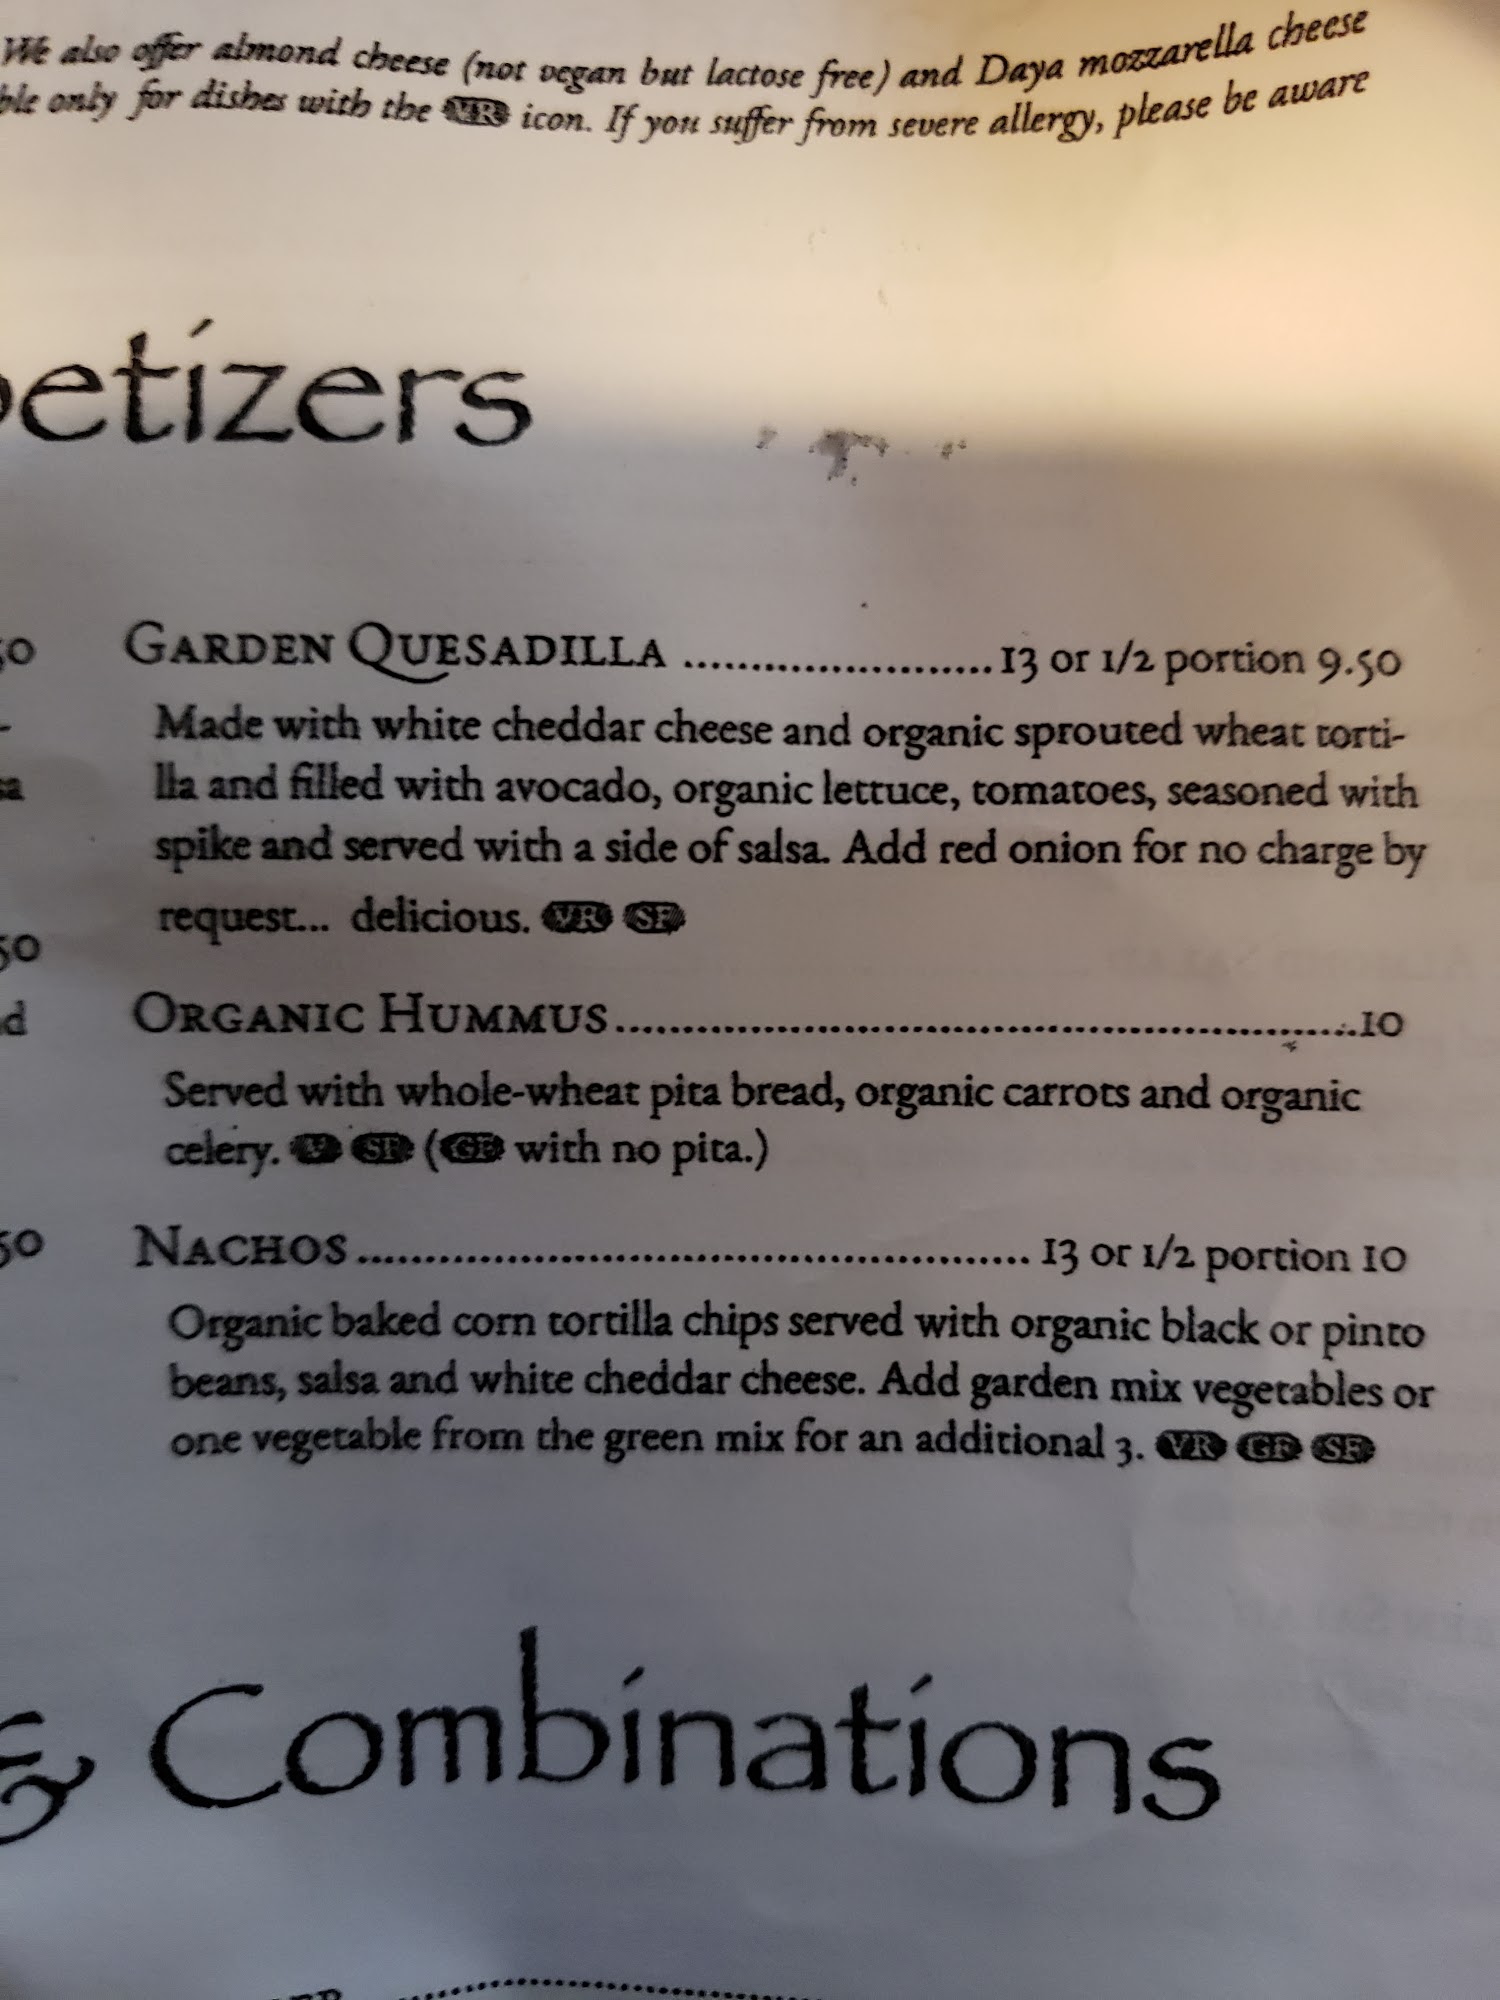 We also offer almond cheese (not vegan but lactose free) and Daya mozzarella cheese
only for dishes with the VR icon. If you suffer from severe allergy, please be aware
etizers
GARDEN QUESADILLA ....................... 13 or 1/2 portion 9.50
Made with white cheddar cheese and organic sprouted wheat torti-
lla and filled with avocado, organic lettuce, tomatoes, seasoned with
spike and served with a side of salsa. Add red onion for no charge by
request... delicious. VR SF
50
ORGANIC HUMMUS.......................................................10
Served with whole-wheat pita bread, organic carrots and organic
celery. V SF (GF with no pita.)
50
NACHOS.................................................. 13 or 1/2 portion 10
Organic baked corn tortilla chips served with organic black or pinto
beans, salsa and white cheddar cheese. Add garden mix vegetables or
one vegetable from the green mix for an additional 3. VR GF SF
& Combinations